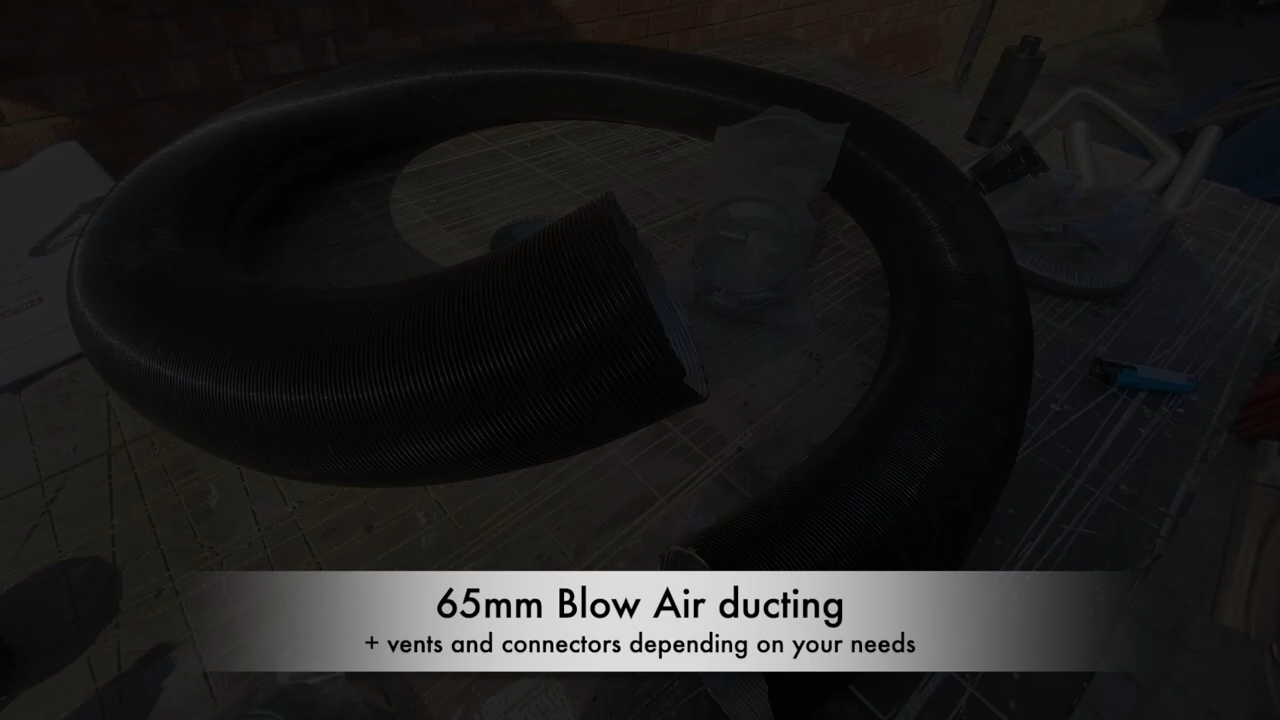 65mm Blow Air ducting
+ vents and connectors depending on your needs